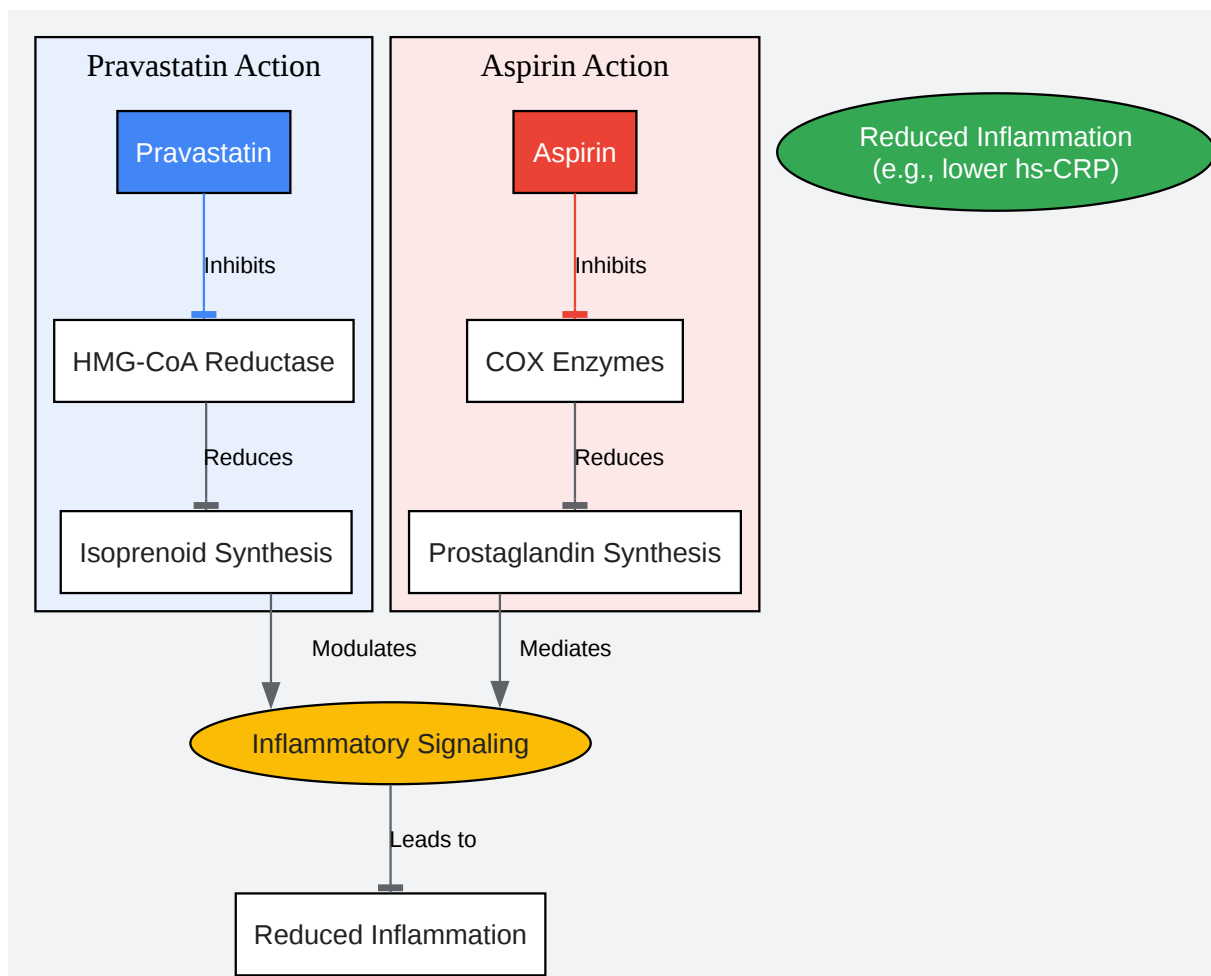 Pravastatin Action
Aspirin Action
Pravastatin
Aspirin
Reduced Inflammation
(e.g., lower hs-CRP)
Inhibits
Inhibits
HMG-CoA Reductase
COX Enzymes
Reduces
Reduces
Isoprenoid Synthesis
Prostaglandin Synthesis
Modulates
Mediates
Inflammatory Signaling
Leads to
Reduced Inflammation